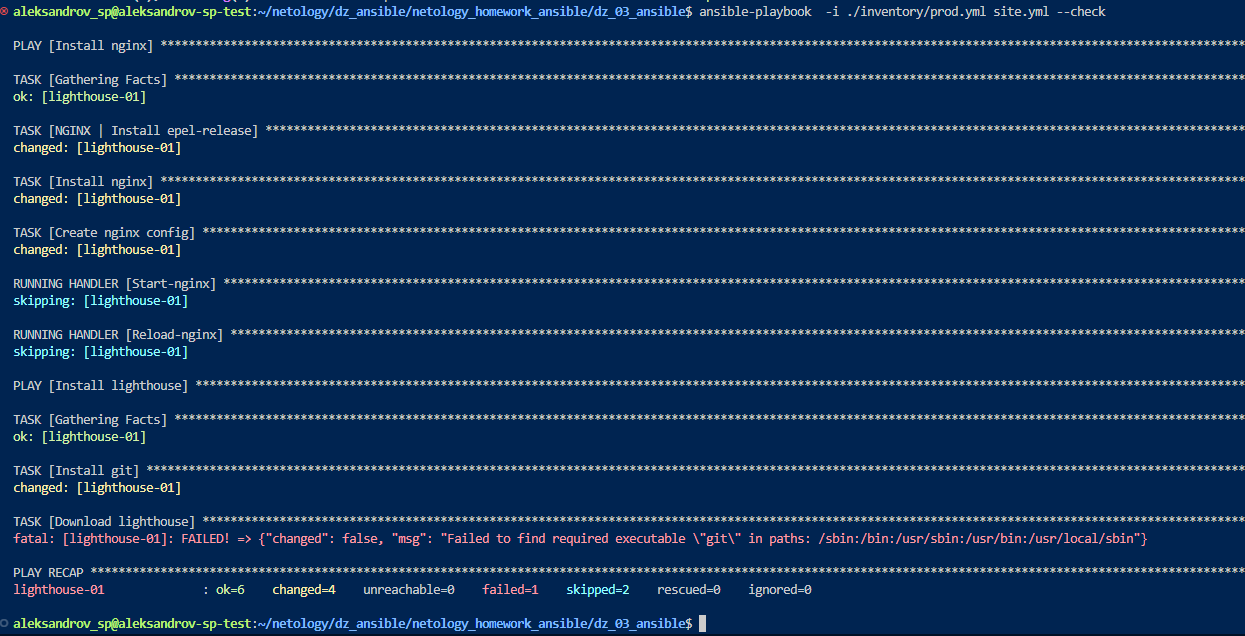 aleksandrov_sp@aleksandrov-sp-test:~/netology/dz_ansible/netology_homework_ansible/dz_03_ansible$ ansible-playbook  -i ./inventory/prod.yml site.yml --check
PLAY [Install nginx] ****************************************************************************************************************************************************************
TASK [Gathering Facts] **************************************************************************************************************************************************************
ok: [lighthouse-01]
TASK [NGINX | Install epel-release] *************************************************************************************************************************************************
changed: [lighthouse-01]
TASK [Install nginx] ****************************************************************************************************************************************************************
changed: [lighthouse-01]
TASK [Create nginx config] **********************************************************************************************************************************************************
changed: [lighthouse-01]
RUNNING HANDLER [Start-nginx] *******************************************************************************************************************************************************
skipping: [lighthouse-01]
RUNNING HANDLER [Reload-nginx] ******************************************************************************************************************************************************
skipping: [lighthouse-01]
PLAY [Install lighthouse] ***********************************************************************************************************************************************************
TASK [Gathering Facts] **************************************************************************************************************************************************************
ok: [lighthouse-01]
TASK [Install git] ******************************************************************************************************************************************************************
changed: [lighthouse-01]
TASK [Download lighthouse] **********************************************************************************************************************************************************
fatal: [lighthouse-01]: FAILED! => {"changed": false, "msg": "Failed to find required executable \"git\" in paths: /sbin:/bin:/usr/sbin:/usr/bin:/usr/local/sbin"}
PLAY RECAP **************************************************************************************************************************************************************************
lighthouse-01              : ok=6    changed=4    unreachable=0    failed=1    skipped=2    rescued=0    ignored=0
aleksandrov_sp@aleksandrov-sp-test:~/netology/dz_ansible/netology_homework_ansible/dz_03_ansible$